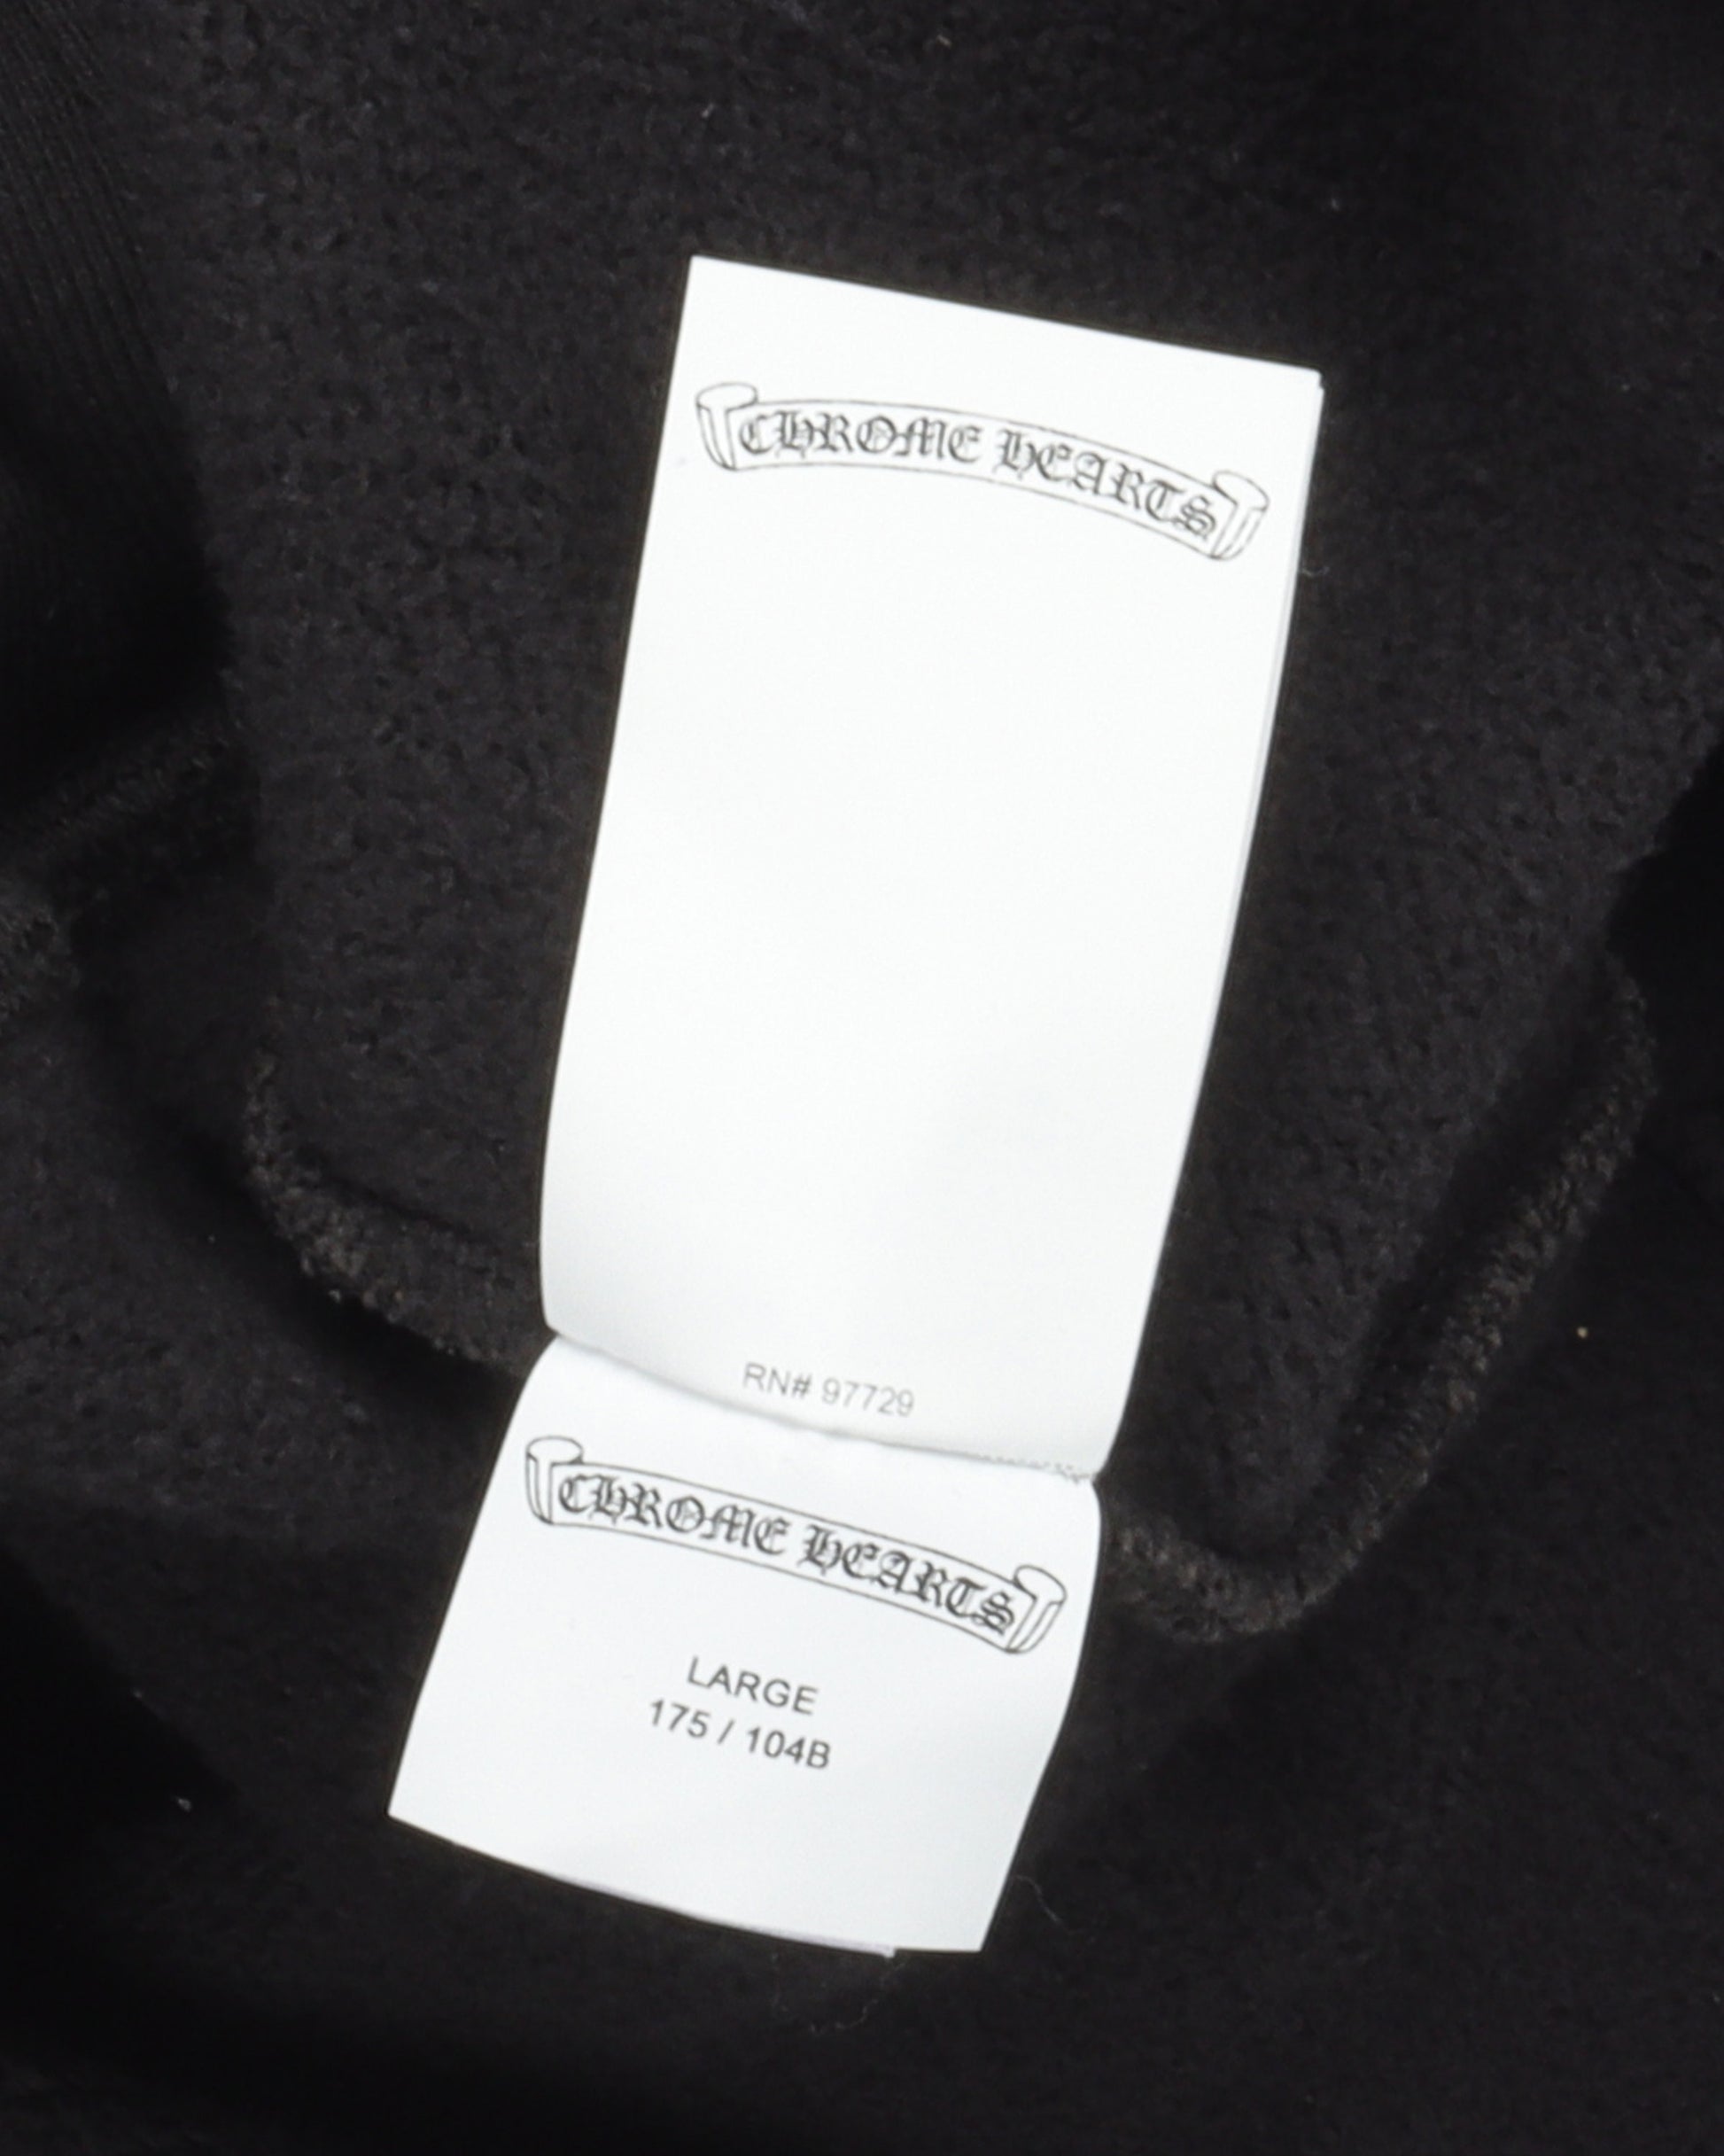 CHROME HEARTS
RN# 97729
CHROME HEARTS
LARGE
175 / 104B